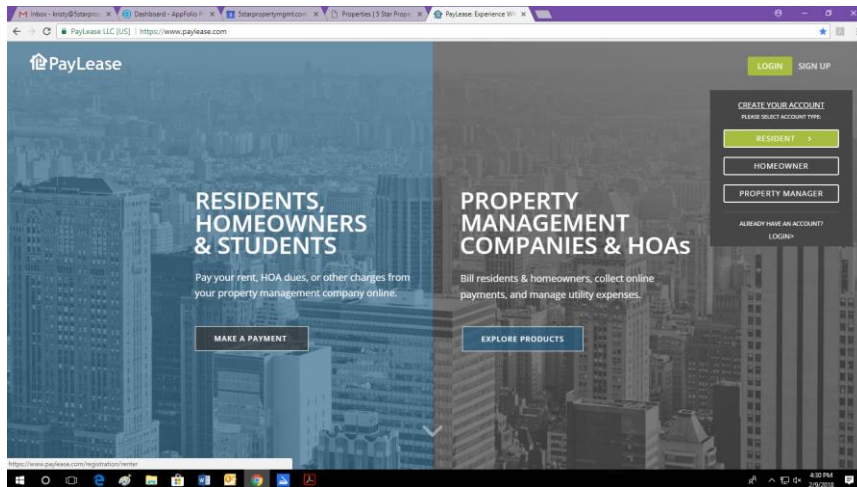 Inbox - kristy@5starprop
Dashboard - AppFolio P
5starpropertymgmt.com
Properties | 5 Star Prope
PayLease: Experience Wh
PayLease LLC [US] | https://www.paylease.com
PayLease
LOGIN
SIGN UP
CREATE YOUR ACCOUNT
PLEASE SELECT ACCOUNT TYPE:
RESIDENT >
HOMEOWNER
PROPERTY MANAGER
ALREADY HAVE AN ACCOUNT?
LOGIN>
RESIDENTS,
HOMEOWNERS
& STUDENTS
Pay your rent, HOA dues, or other charges from
your property management company online.
MAKE A PAYMENT
PROPERTY
MANAGEMENT
COMPANIES & HOAs
Bill residents & homeowners, collect online
payments, and manage utility expenses.
EXPLORE PRODUCTS
https://www.paylease.com/registration/renter
4:30 PM
2/9/2018